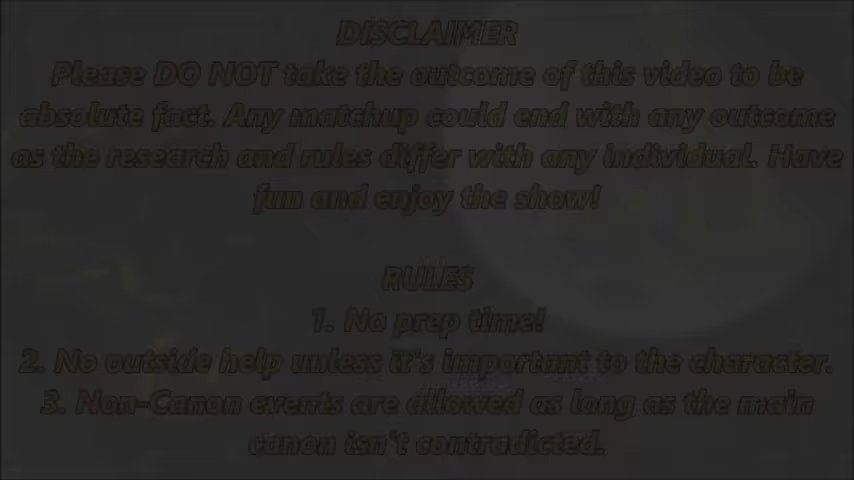 DISCLAIMER
Please DO NOT take the outcome of this video to be
absolute fact. Any matchup could end with any outcome
as the research and rules differ with any individual. Have
fun and enjoy the show!
RULES
1. No prep time!
2. No outside help unless it's important to the character.
3. Non-Canon events are allowed as long as the main
canon isn't contradicted.